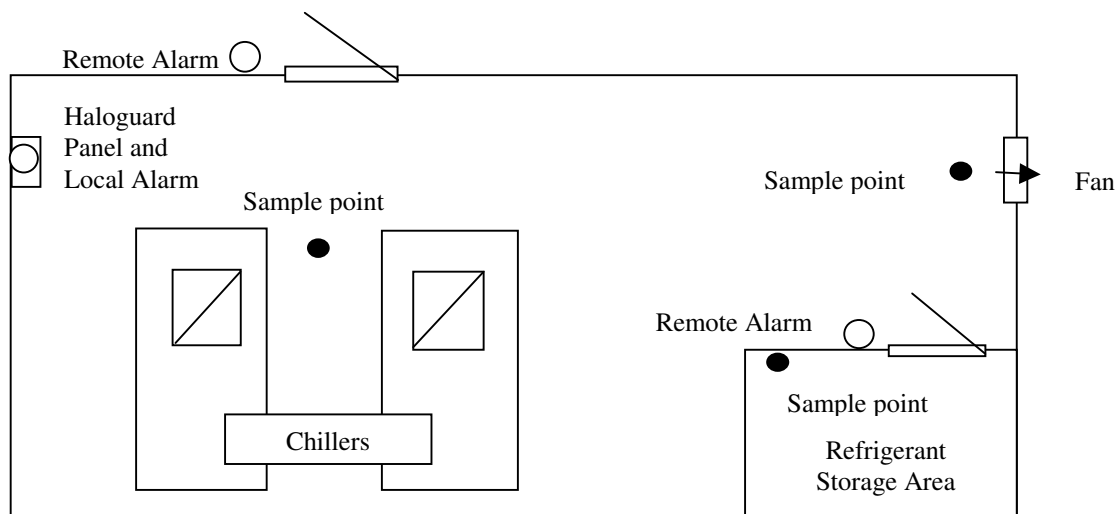 Remote Alarm
Haloguard
Panel and
Local Alarm
Sample point
Sample point
Fan
Remote Alarm
Sample point
Chillers
Refrigerant
Storage Area